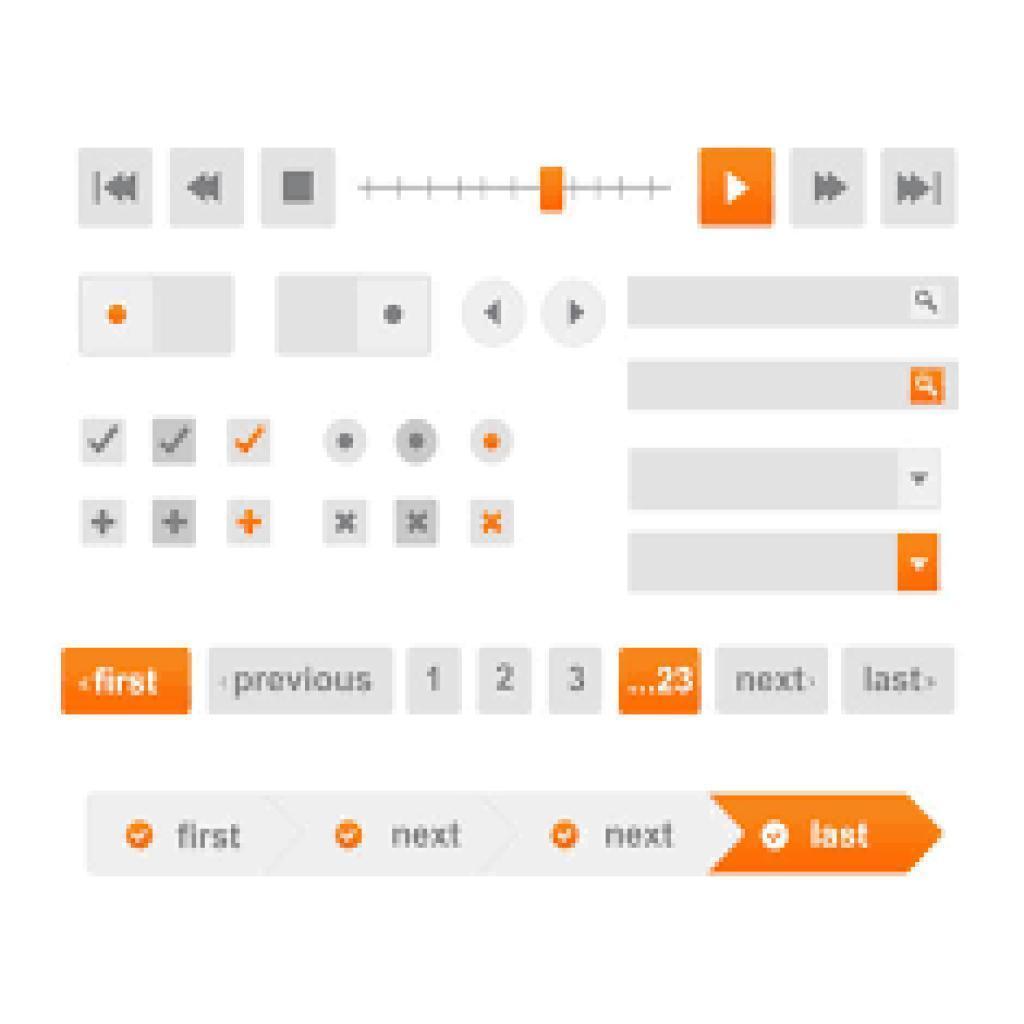 ‹first ‹previous 1 2 3 ...23 next› last›
first next next last